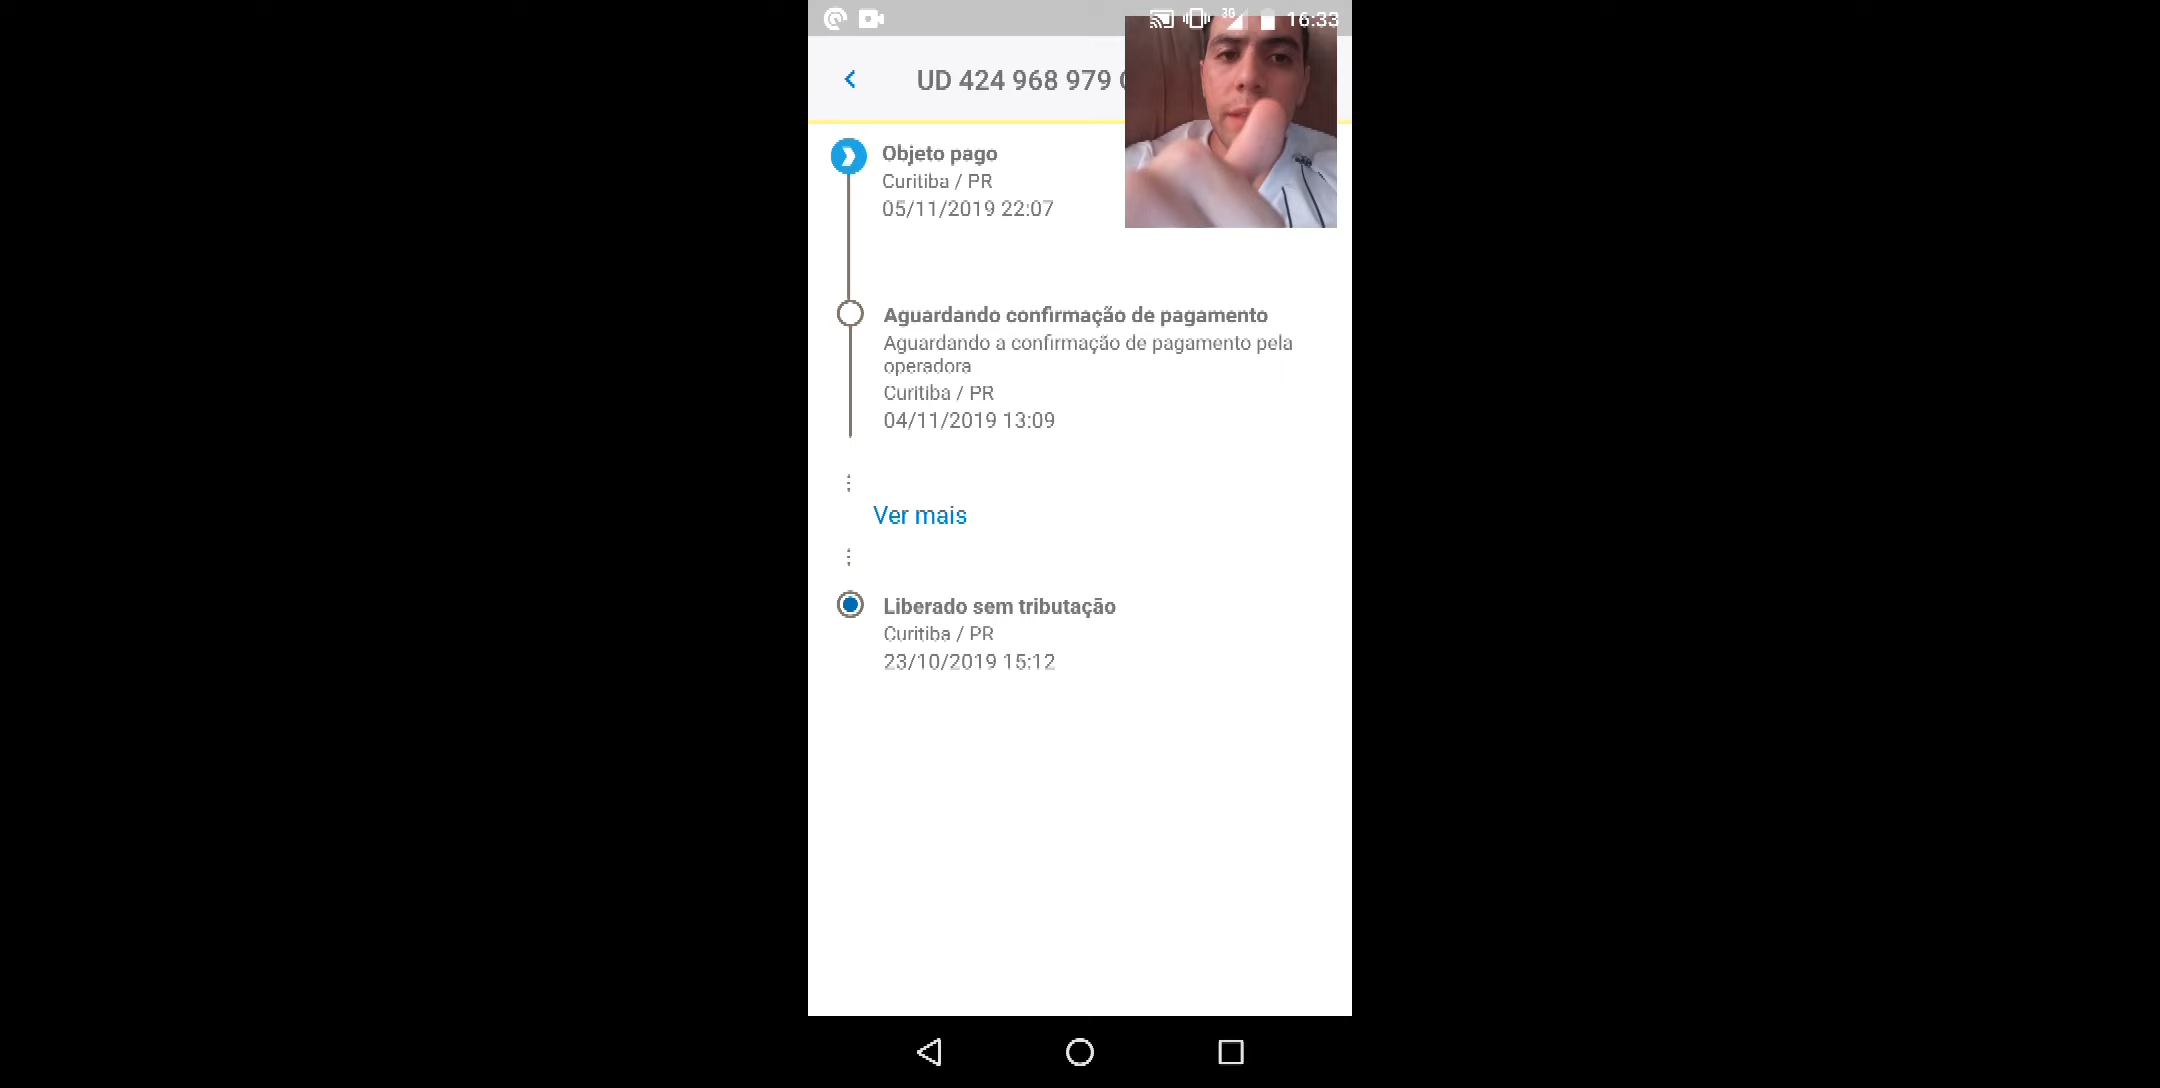 3G
16:33
UD 424 968 979
Objeto pago
Curitiba / PR
05/11/2019 22:07
Aguardando confirmação de pagamento
Aguardando a confirmação de pagamento pela
operadora
Curitiba / PR
04/11/2019 13:09
Ver mais
Liberado sem tributação
Curitiba / PR
23/10/2019 15:12